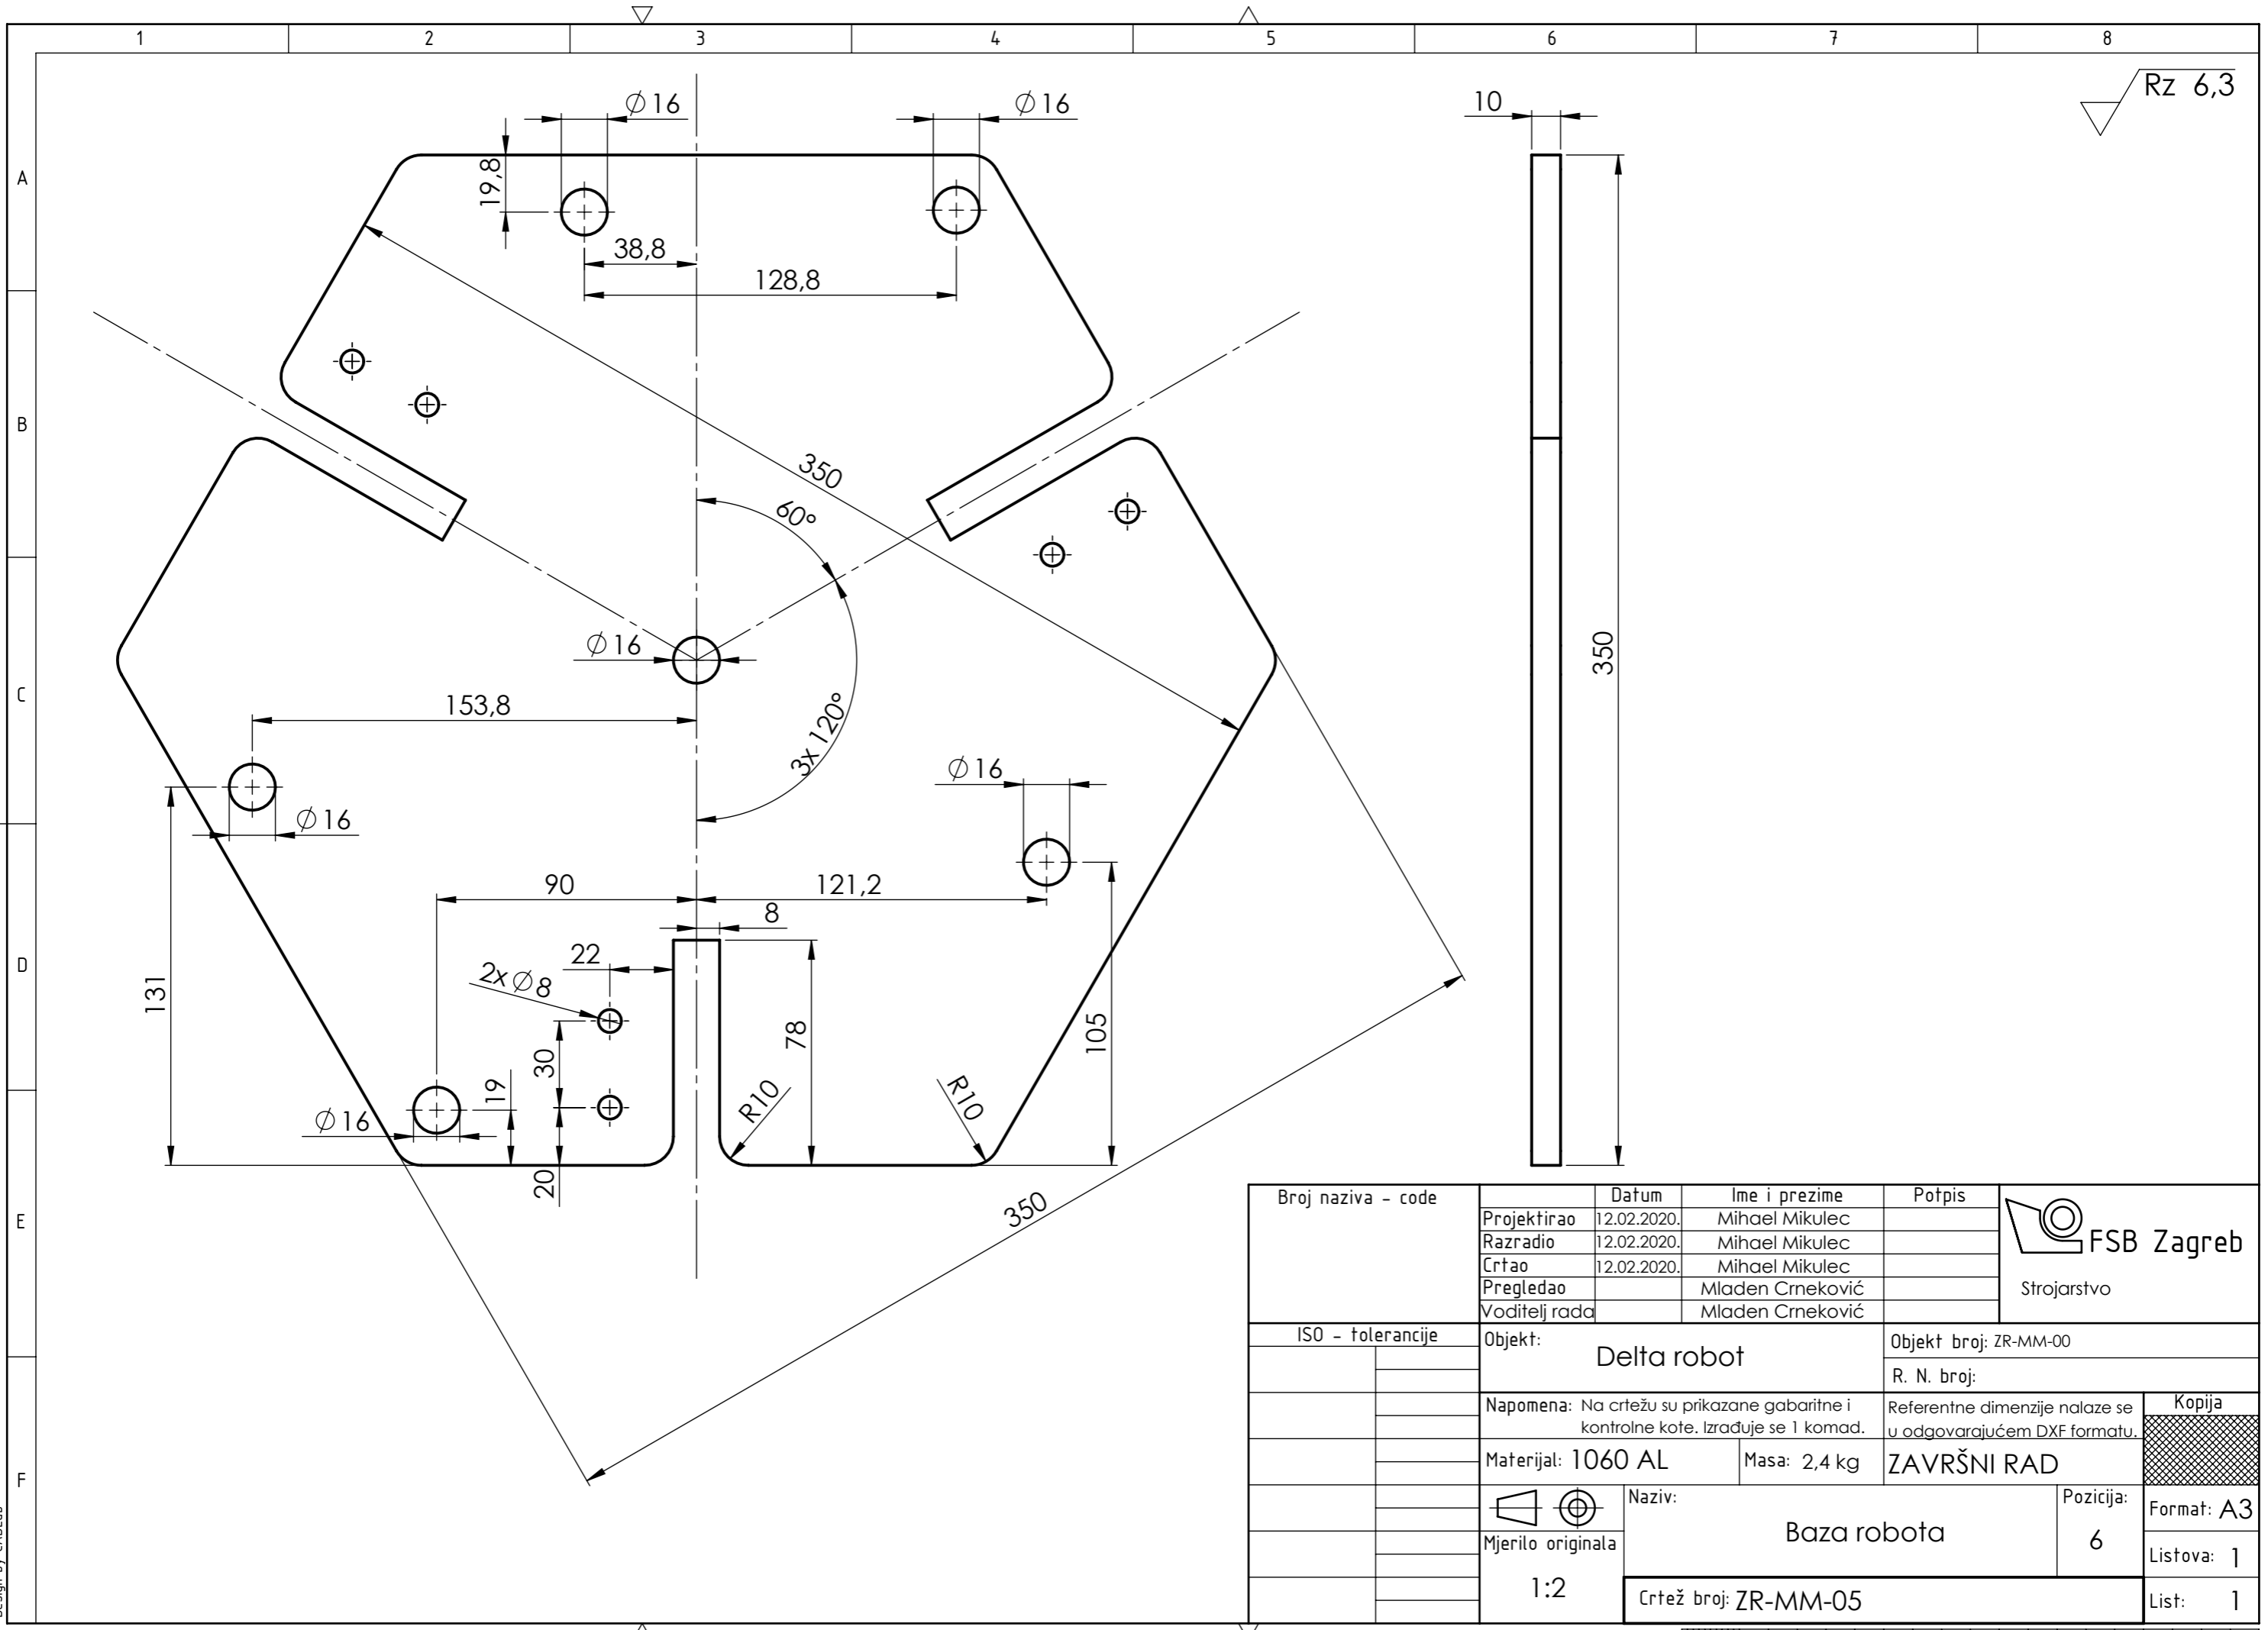 1 2 3 4 5 6 7 8
A
B
C
D
E
F
Rz 6,3
∅16
∅16
10
19,8
38,8
128,8
350
60°
∅16
350
153,8
3x 120°
∅16
∅16
90
121,2
8
22
2x∅8
131
30
78
105
19
R10
R10
∅16
20
350
Broj naziva - code
Datum Ime i prezime Potpis
Projektirao 12.02.2020. Mihael Mikulec
Razradio 12.02.2020. Mihael Mikulec
Crtao 12.02.2020. Mihael Mikulec
Pregledao Mladen Crneković
Voditelj rada Mladen Crneković
FSB Zagreb
Strojarstvo
ISO - tolerancije
Objekt: Delta robot
Objekt broj: ZR-MM-00
R. N. broj:
Napomena: Na crtežu su prikazane gabaritne i
kontrolne kote. Izrađuje se 1 komad.
Referentne dimenzije nalaze se
u odgovarajućem DXF formatu.
Kopija
Materijal: 1060 AL Masa: 2,4 kg ZAVRŠNI RAD
Naziv: Baza robota
Pozicija: 6
Format: A3
Mjerilo originala
1:2
Listova: 1
Crtež broj: ZR-MM-05
List: 1